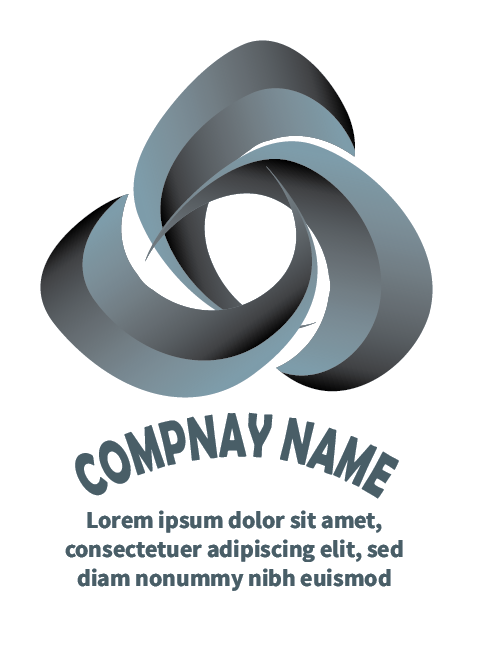 COMPNAY NAME
Lorem ipsum dolor sit amet,
consectetuer adipiscing elit, sed
diam nonummy nibh euismod